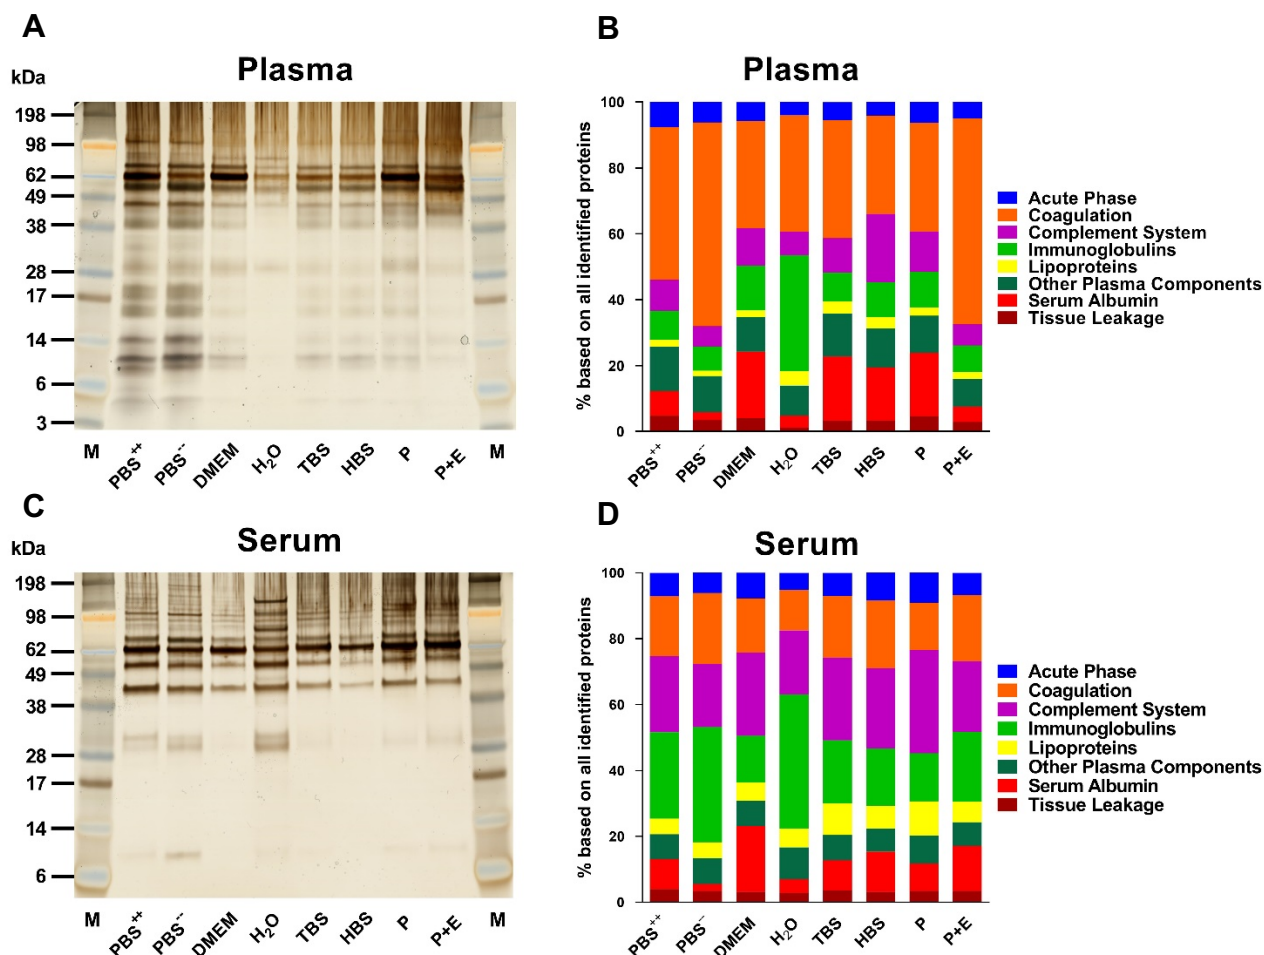 A
Plasma
kDa
198
98
62
49
38
28
17
14
6
3
M PBS++ PBS-- DMEM H2O TBS HBS P P+E M
B
Plasma
% based on all identified proteins
100
80
60
40
20
0
PBS++ PBS-- DMEM H2O TBS HBS P P+E
Acute Phase
Coagulation
Complement System
Immunoglobulins
Lipoproteins
Other Plasma Components
Serum Albumin
Tissue Leakage
C
Serum
kDa
198
98
62
49
38
28
17
14
6
M PBS++ PBS-- DMEM H2O TBS HBS P P+E M
D
Serum
% based on all identified proteins
100
80
60
40
20
0
PBS++ PBS-- DMEM H2O TBS HBS P P+E
Acute Phase
Coagulation
Complement System
Immunoglobulins
Lipoproteins
Other Plasma Components
Serum Albumin
Tissue Leakage